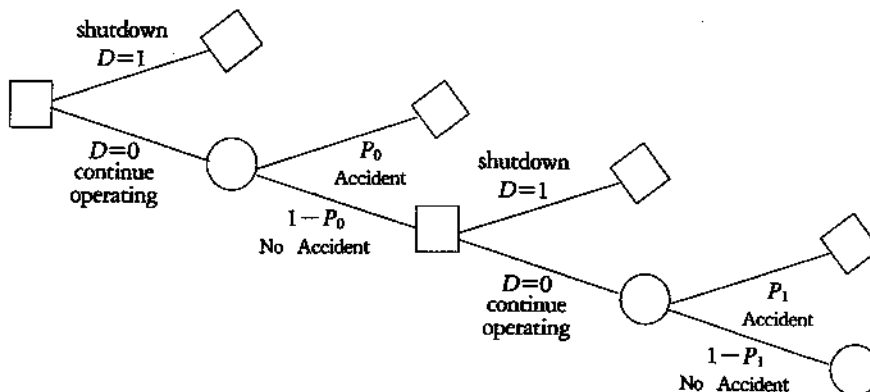 shutdown
D=1
D=0
continue
operating
P₀
Accident
1−P₀
No Accident
shutdown
D=1
D=0
continue
operating
P₁
Accident
1−P₁
No Accident